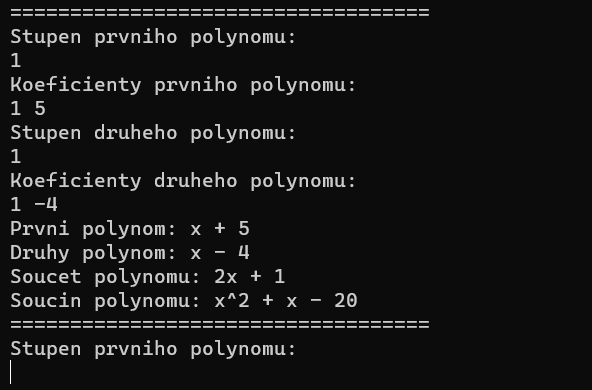 ===================================
Stupen prvniho polynomu:
1
Koeficienty prvniho polynomu:
1 5
Stupen druheho polynomu:
1
Koeficienty druheho polynomu:
1 -4
Prvni polynom: x + 5
Druhy polynom: x - 4
Soucet polynomu: 2x + 1
Soucin polynomu: x^2 + x - 20
===================================
Stupen prvniho polynomu: